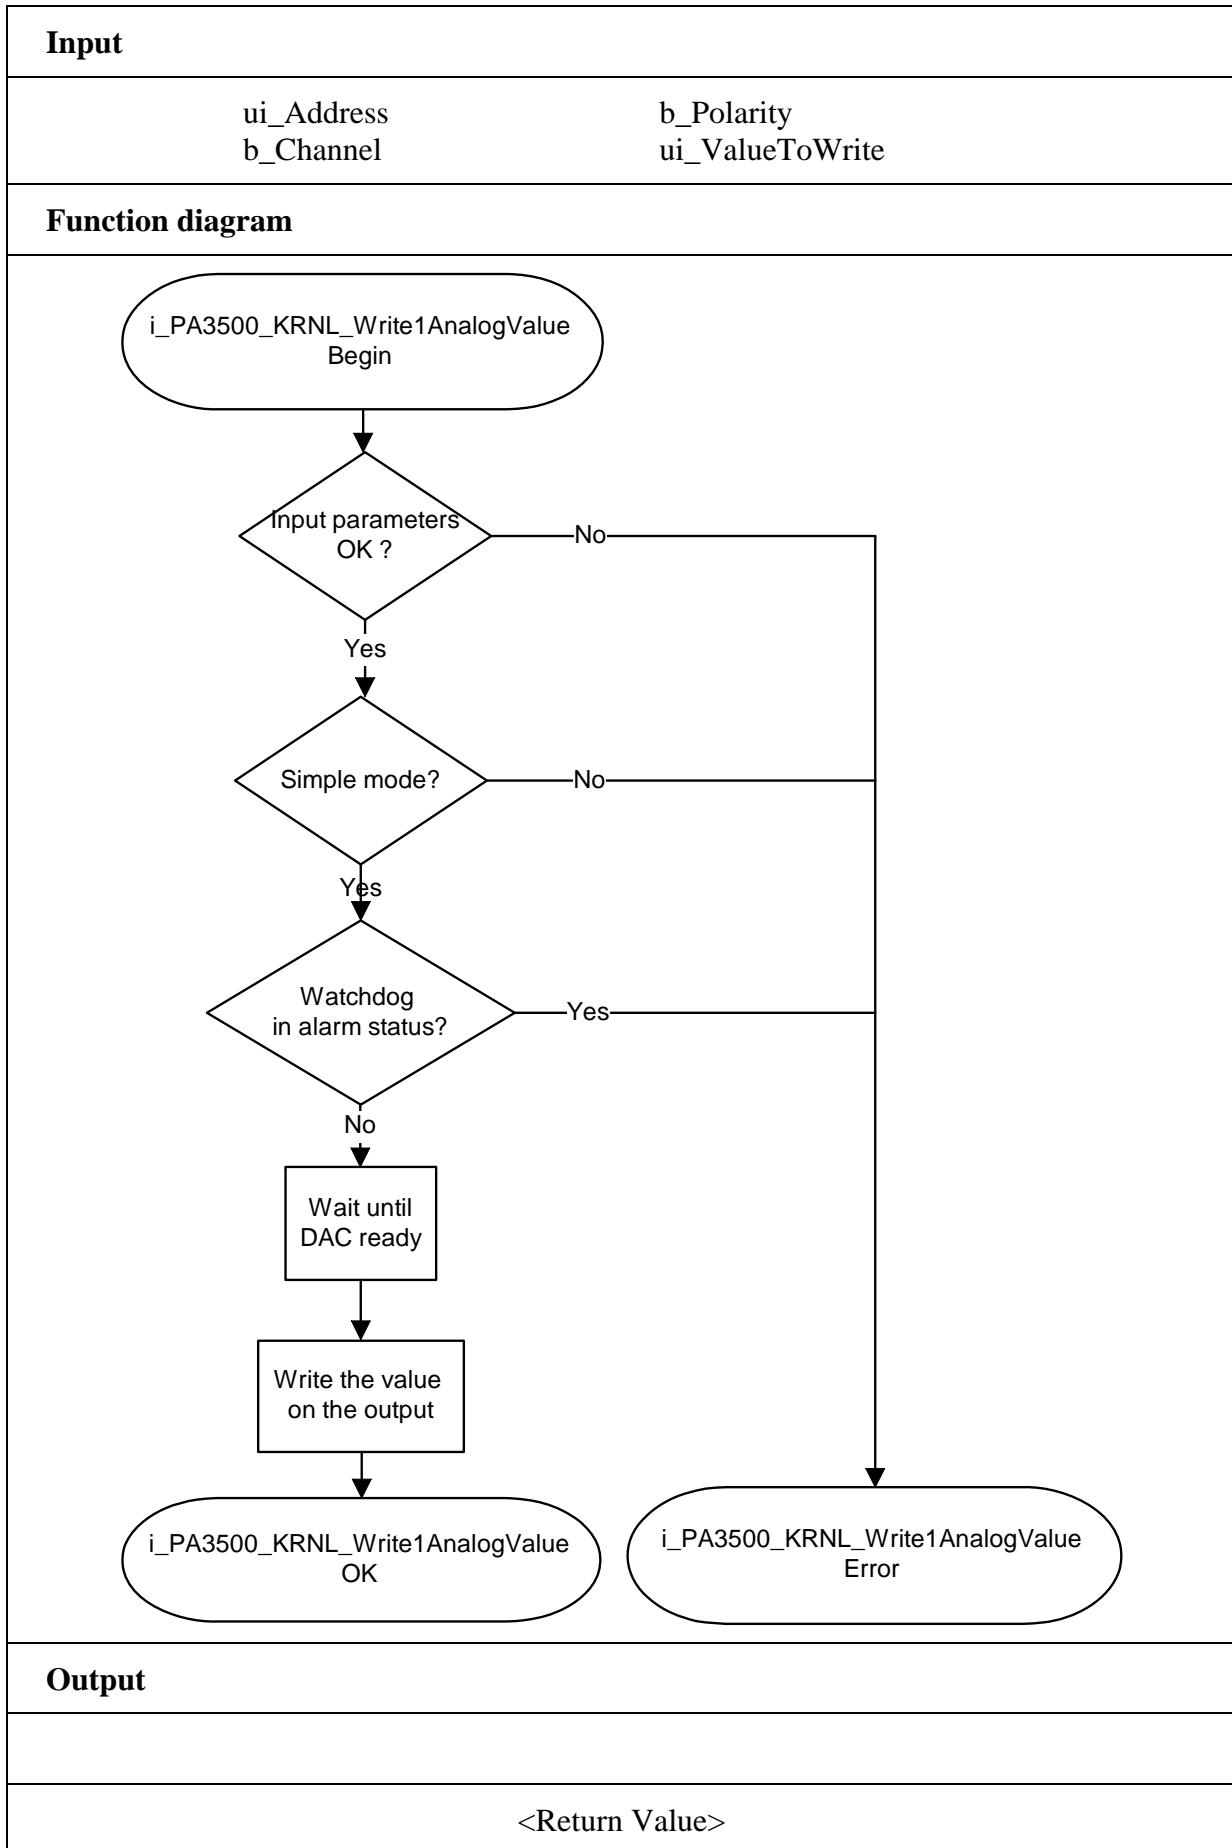 Input
ui_Address b_Polarity
b_Channel ui_ValueToWrite
Function diagram
i_PA3500_KRNL_Write1AnalogValue
Begin
Input parameters
OK ?
No
Yes
Simple mode?
No
Yes
Watchdog
in alarm status?
Yes
No
Wait until
DAC ready
Write the value
on the output
i_PA3500_KRNL_Write1AnalogValue
OK
i_PA3500_KRNL_Write1AnalogValue
Error
Output
<Return Value>